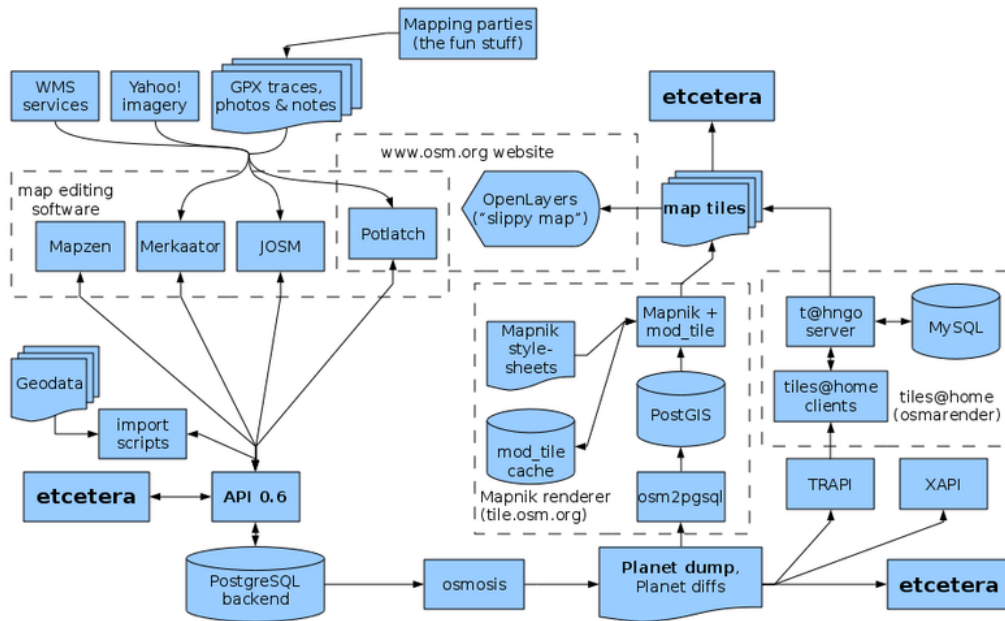 Mapping parties
(the fun stuff)
WMS
services
Yahoo!
imagery
GPX traces,
photos & notes
etcetera
www.osm.org website
map editing
software
OpenLayers
("slippy map")
map tiles
Mapzen
Merkaator
JOSM
Potlatch
Mapnik
style-
sheets
Mapnik +
mod_tile
t@hngo
server
MySQL
Geodata
import
scripts
PostGIS
tiles@home
clients
tiles@home
(osmarender)
mod_tile
cache
Mapnik renderer
(tile.osm.org)
osm2pgsql
TRAPI
XAPI
etcetera
API 0.6
PostgreSQL
backend
osmosis
Planet dump,
Planet diffs
etcetera